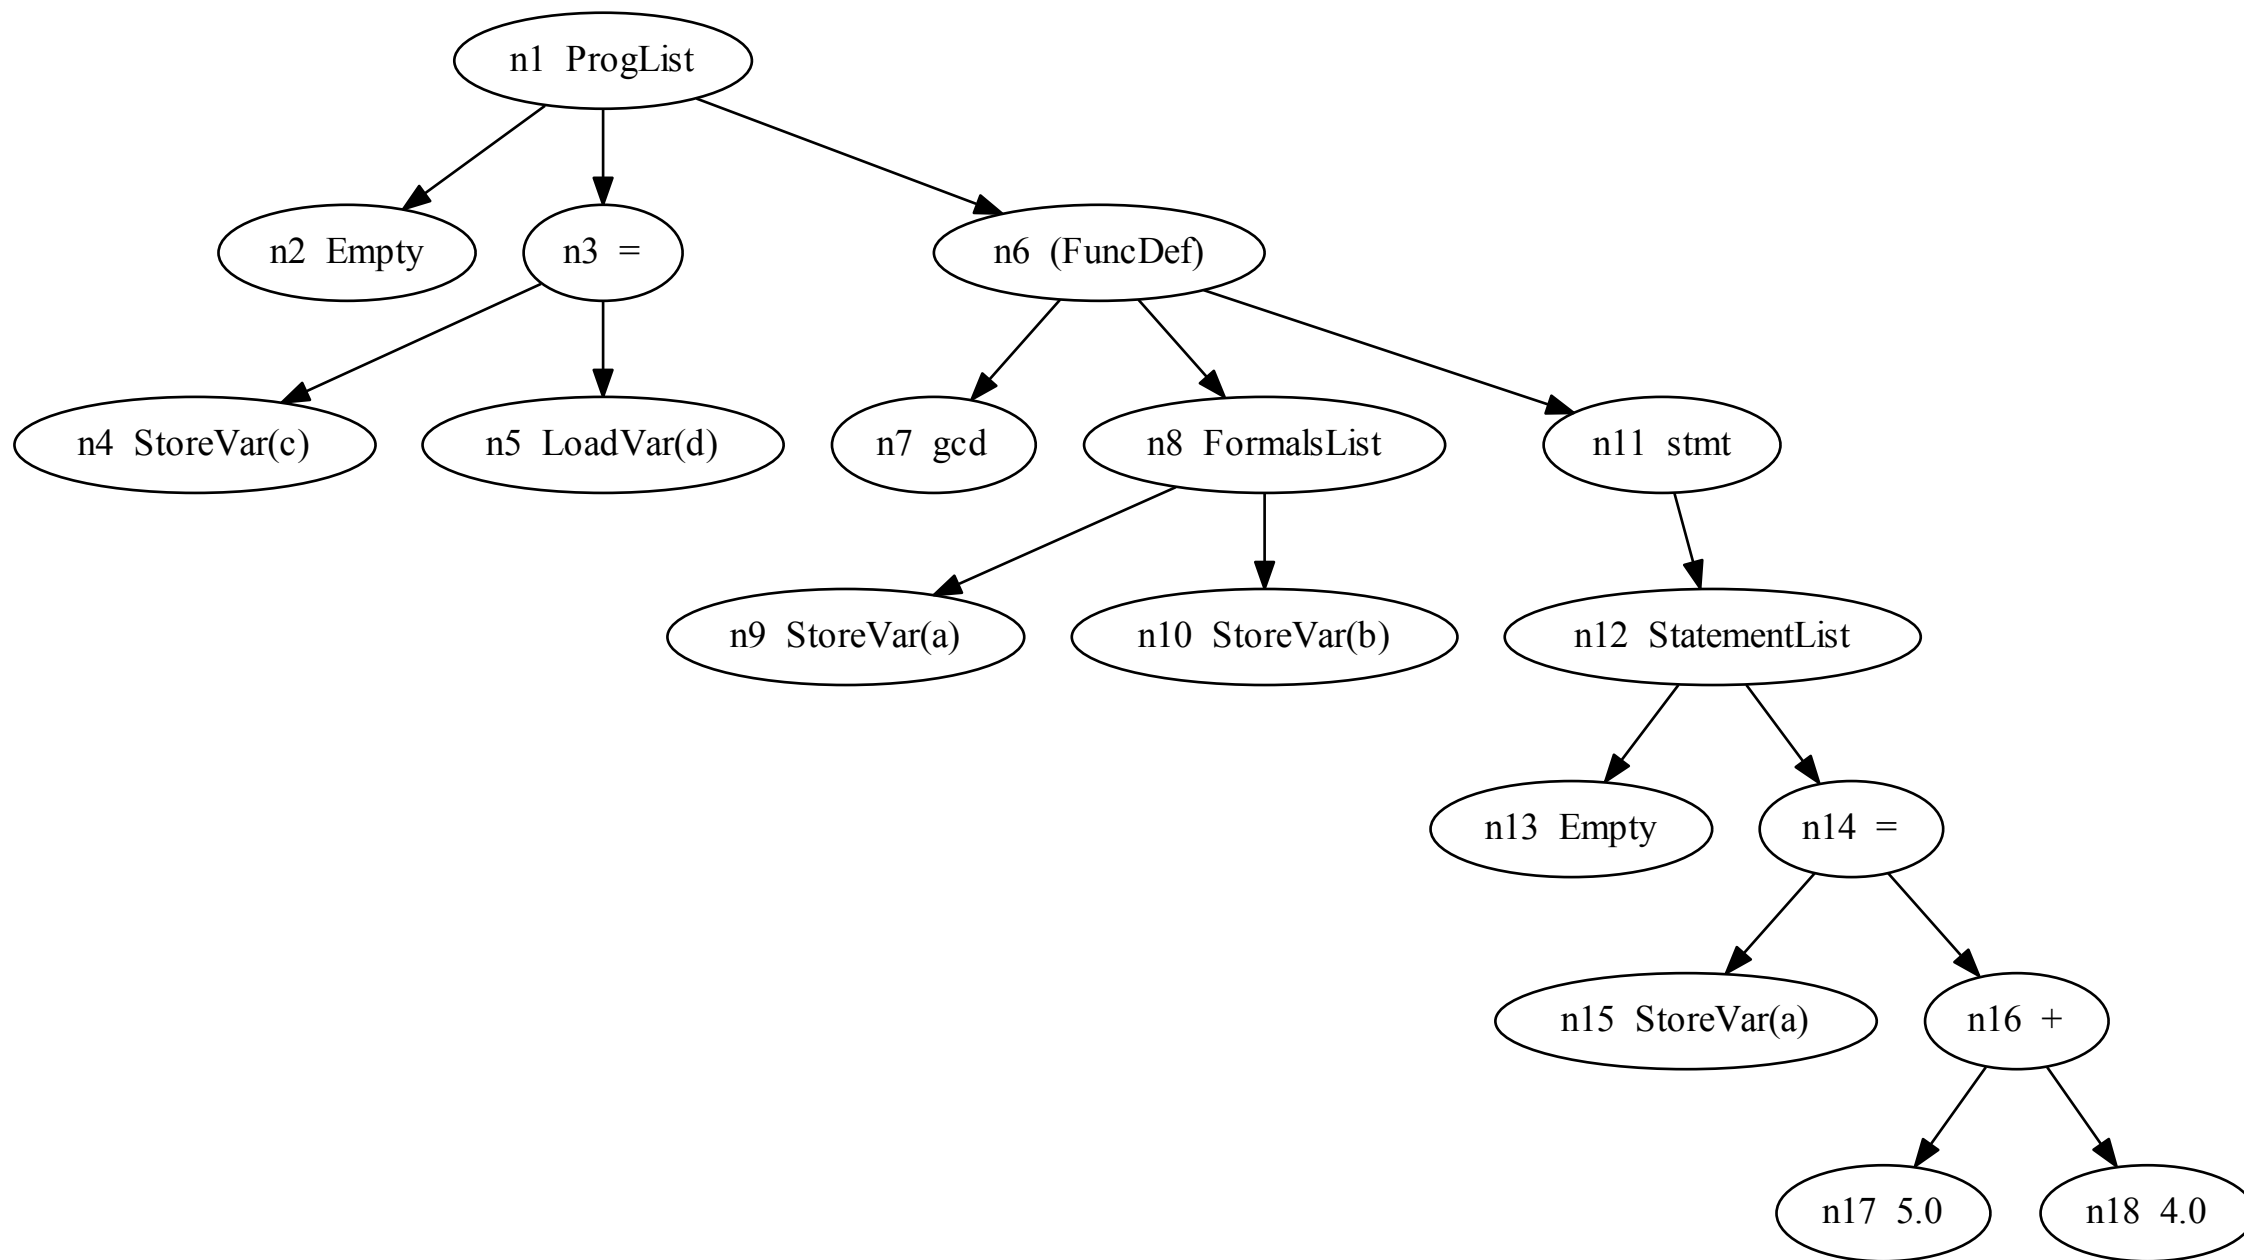 n1 ProgList
n2 Empty
n3 =
n6 (FuncDef)
n4 StoreVar(c)
n5 LoadVar(d)
n7 gcd
n8 FormalsList
n11 stmt
n9 StoreVar(a)
n10 StoreVar(b)
n12 StatementList
n13 Empty
n14 =
n15 StoreVar(a)
n16 +
n17 5.0
n18 4.0